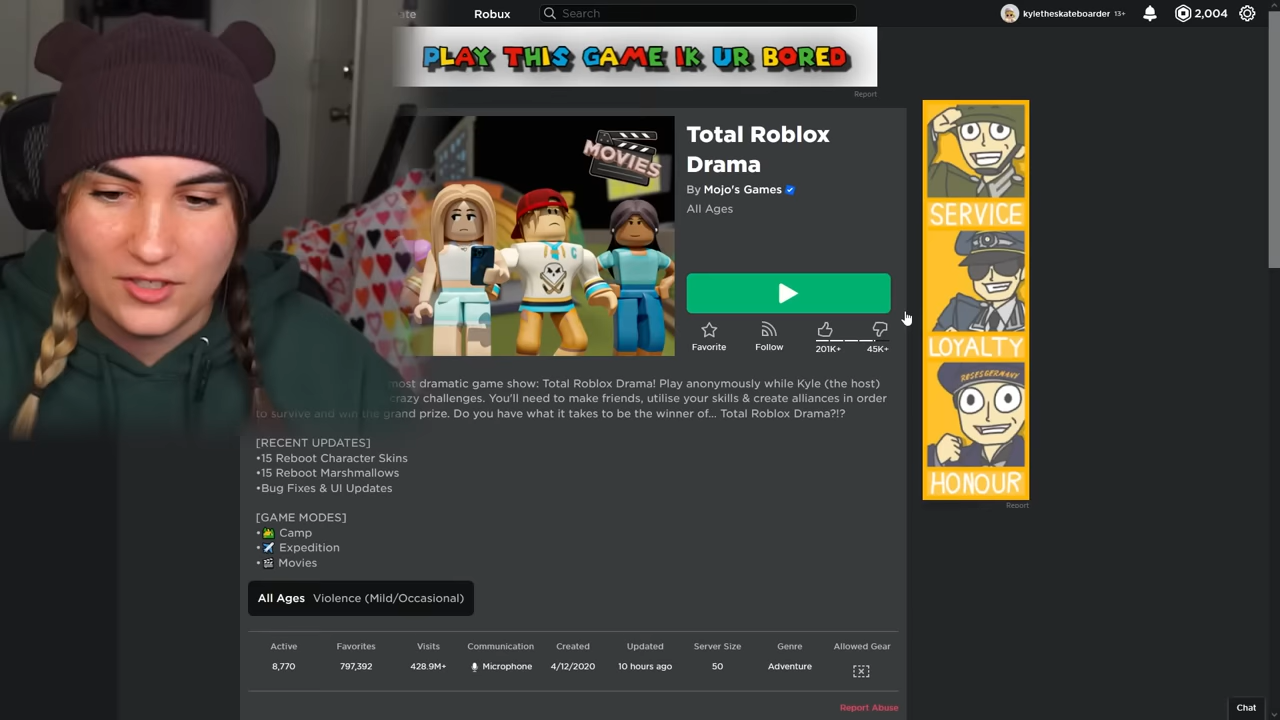 ate
Robux
Search
kyletheskateboarder 13+
2,004
PLAY THIS GAME IK UR BORED
Report
MOVIES
Total Roblox
Drama
By Mojo's Games
All Ages
Favorite
Follow
201K+
45K+
SERVICE
LOYALTY
ROSESGERMANY
HONOUR
Report
most dramatic game show: Total Roblox Drama! Play anonymously while Kyle (the host)
crazy challenges. You'll need to make friends, utilise your skills & create alliances in order
to survive and win the grand prize. Do you have what it takes to be the winner of... Total Roblox Drama?!?
[RECENT UPDATES]
•15 Reboot Character Skins
•15 Reboot Marshmallows
•Bug Fixes & UI Updates
[GAME MODES]
•🏕️ Camp
•✈️ Expedition
•🎬 Movies
All Ages Violence (Mild/Occasional)
Active Favorites Visits Communication Created Updated Server Size Genre Allowed Gear
8,770 797,392 428.9M+ Microphone 4/12/2020 10 hours ago 50 Adventure
Report Abuse
Chat